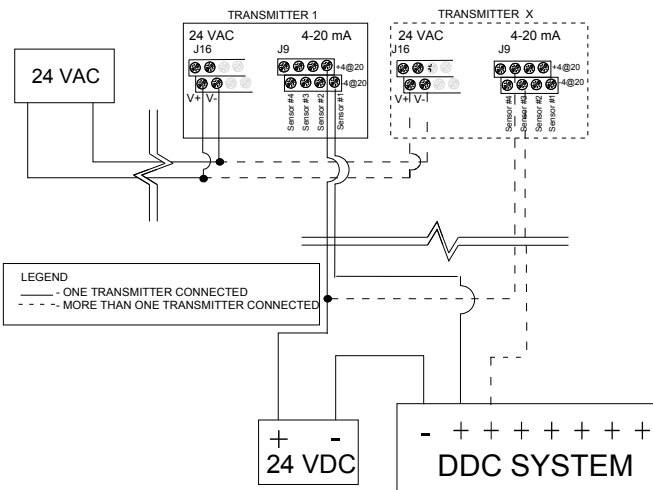 TRANSMITTER 1
24 VAC 4-20 mA
J16 J9
+4@20
-4@20
V+ V-
Sensor #4
Sensor #3
Sensor #2
Sensor #1
TRANSMITTER X
24 VAC 4-20 mA
J16 J9
+4@20
-4@20
V+ V-
Sensor #4
Sensor #3
Sensor #2
Sensor #1
24 VAC
LEGEND
- ONE TRANSMITTER CONNECTED
- MORE THAN ONE TRANSMITTER CONNECTED
+ -
24 VDC
- + + + + + + +
DDC SYSTEM